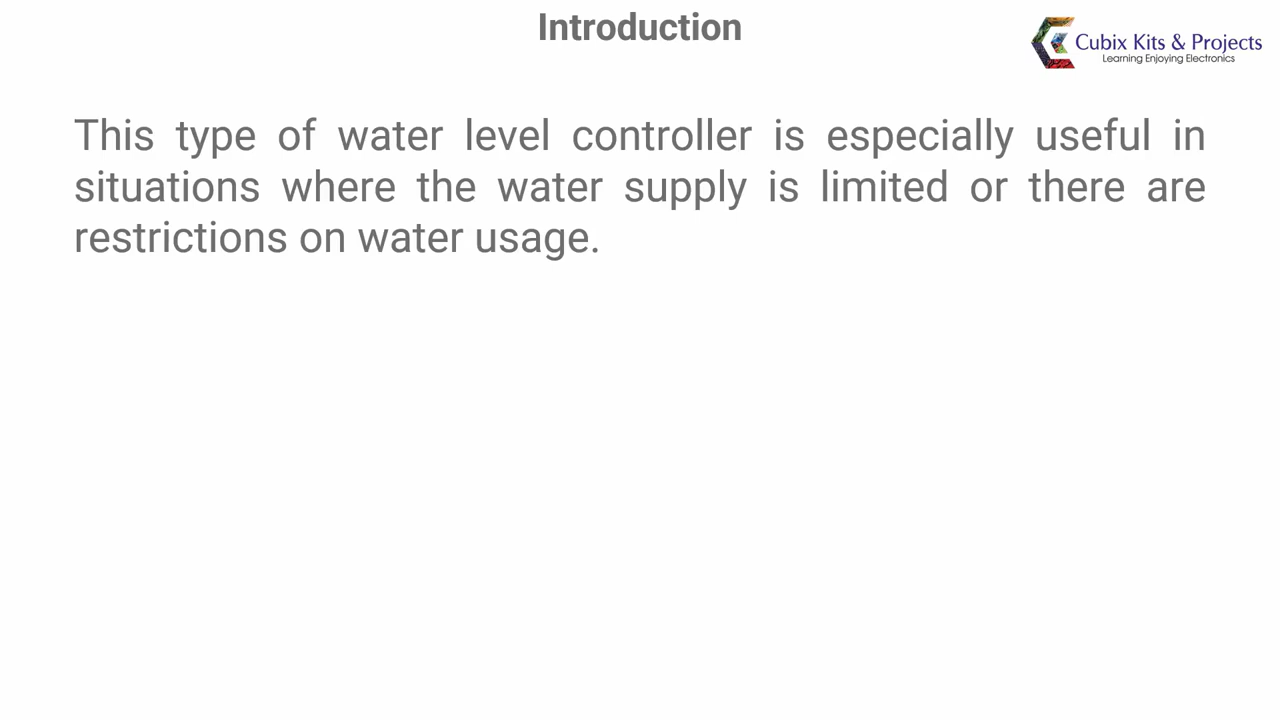 Introduction
Cubix Kits & Projects
Learning Enjoying Electronics
This type of water level controller is especially useful in
situations where the water supply is limited or there are
restrictions on water usage.